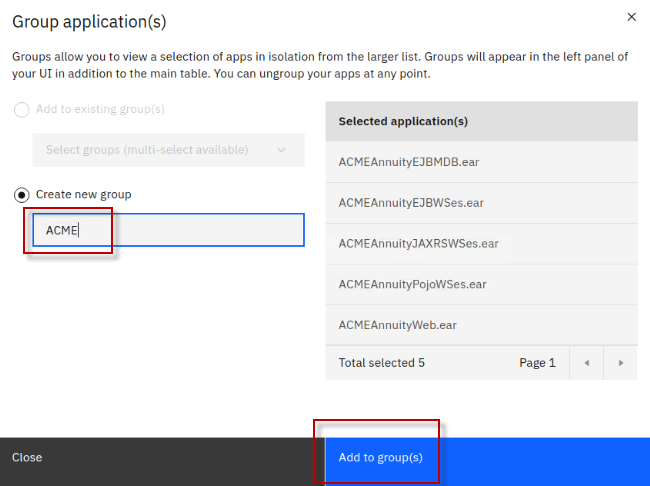 Group application(s)
Groups allow you to view a selection of apps in isolation from the larger list. Groups will appear in the left panel of
your UI in addition to the main table. You can ungroup your apps at any point.
Add to existing group(s)
Select groups (multi-select available)
Create new group
ACME
Selected application(s)
ACMEAnnuityEJBMDB.ear
ACMEAnnuityEJBWSes.ear
ACMEAnnuityJAXRSWSes.ear
ACMEAnnuityPojoWSes.ear
ACMEAnnuityWeb.ear
Total selected 5 Page 1
Close
Add to group(s)